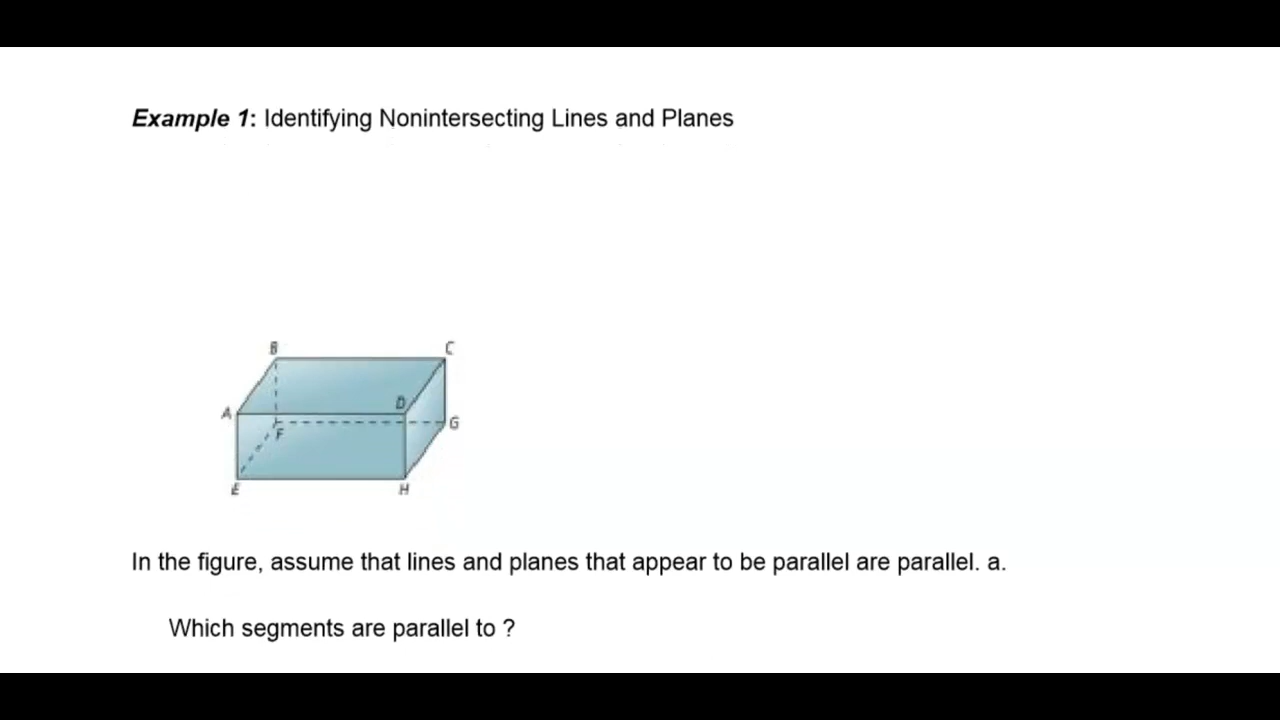 Example 1: Identifying Nonintersecting Lines and Planes
B
C
A
D
F
G
E
H
In the figure, assume that lines and planes that appear to be parallel are parallel. a.
Which segments are parallel to ?